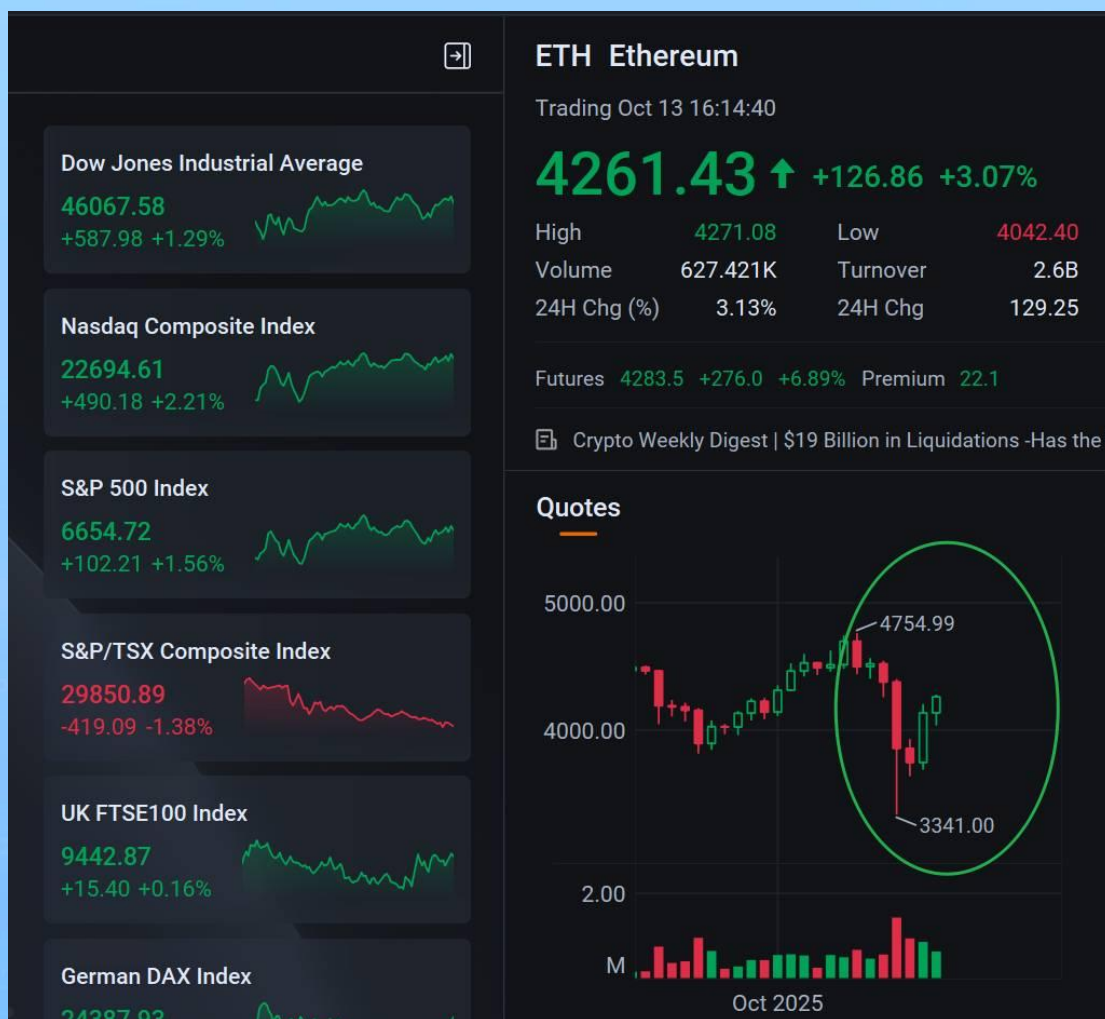 Dow Jones Industrial Average
46067.58
+587.98 +1.29%
Nasdaq Composite Index
22694.61
+490.18 +2.21%
S&P 500 Index
6654.72
+102.21 +1.56%
S&P/TSX Composite Index
29850.89
-419.09 -1.38%
UK FTSE100 Index
9442.87
+15.40 +0.16%
German DAX Index
24387.93
ETH Ethereum
Trading Oct 13 16:14:40
4261.43 +126.86 +3.07%
High 4271.08 Low 4042.40
Volume 627.421K Turnover 2.6B
24H Chg (%) 3.13% 24H Chg 129.25
Futures 4283.5 +276.0 +6.89% Premium 22.1
Crypto Weekly Digest | $19 Billion in Liquidations -Has the
Quotes
5000.00
4754.99
4000.00
3341.00
2.00
M
Oct 2025